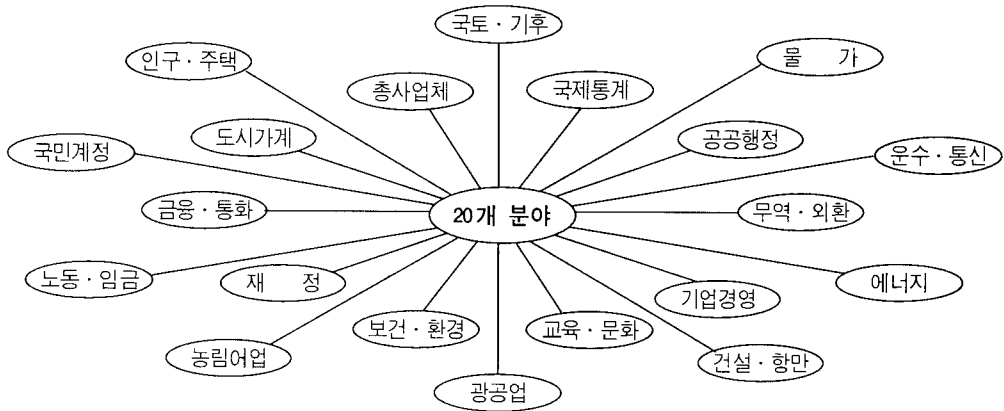 국토 · 기후
인구 · 주택
물 가
총사업체
국제통계
도시가계
공공행정
국민계정
운수 · 통신
금융 · 통화
20개 분야
무역 · 외환
노동 · 임금
재 정
에너지
기업경영
보건 · 환경
교육 · 문화
농림어업
건설 · 항만
광공업